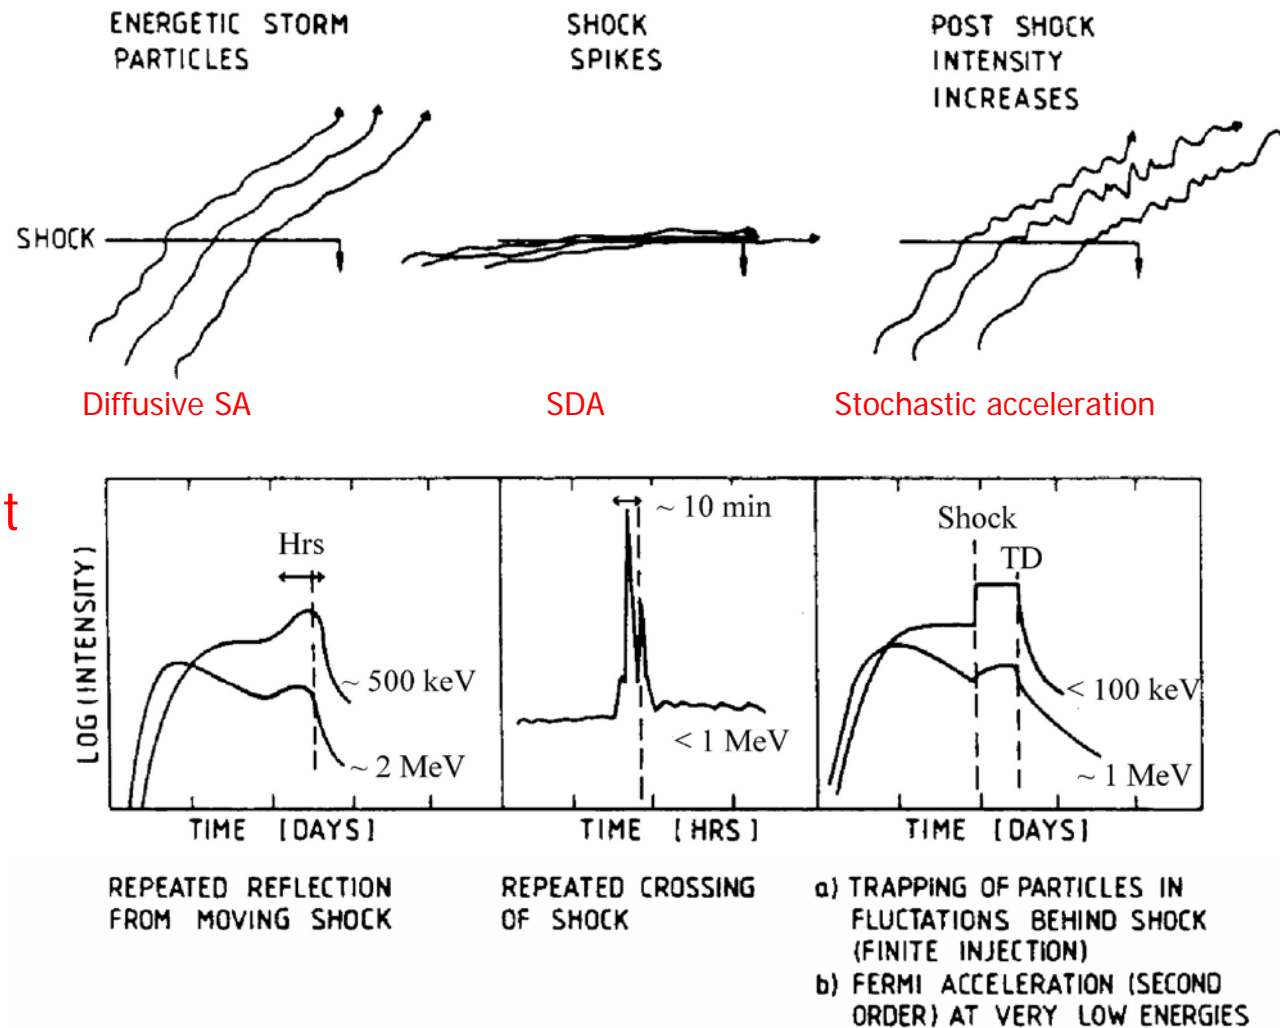 ENERGETIC STORM
PARTICLES
SHOCK
SPIKES
POST SHOCK
INTENSITY
INCREASES
SHOCK
Diffusive SA
SDA
Stochastic acceleration
t
LOG (INTENSITY)
Hrs
~ 500 keV
~ 2 MeV
~ 10 min
< 1 MeV
Shock
TD
< 100 keV
~ 1 MeV
TIME [DAYS]
TIME [HRS]
TIME [DAYS]
REPEATED REFLECTION
FROM MOVING SHOCK
REPEATED CROSSING
OF SHOCK
a) TRAPPING OF PARTICLES IN
FLUCTATIONS BEHIND SHOCK
(FINITE INJECTION)
b) FERMI ACCELERATION (SECOND
ORDER) AT VERY LOW ENERGIES